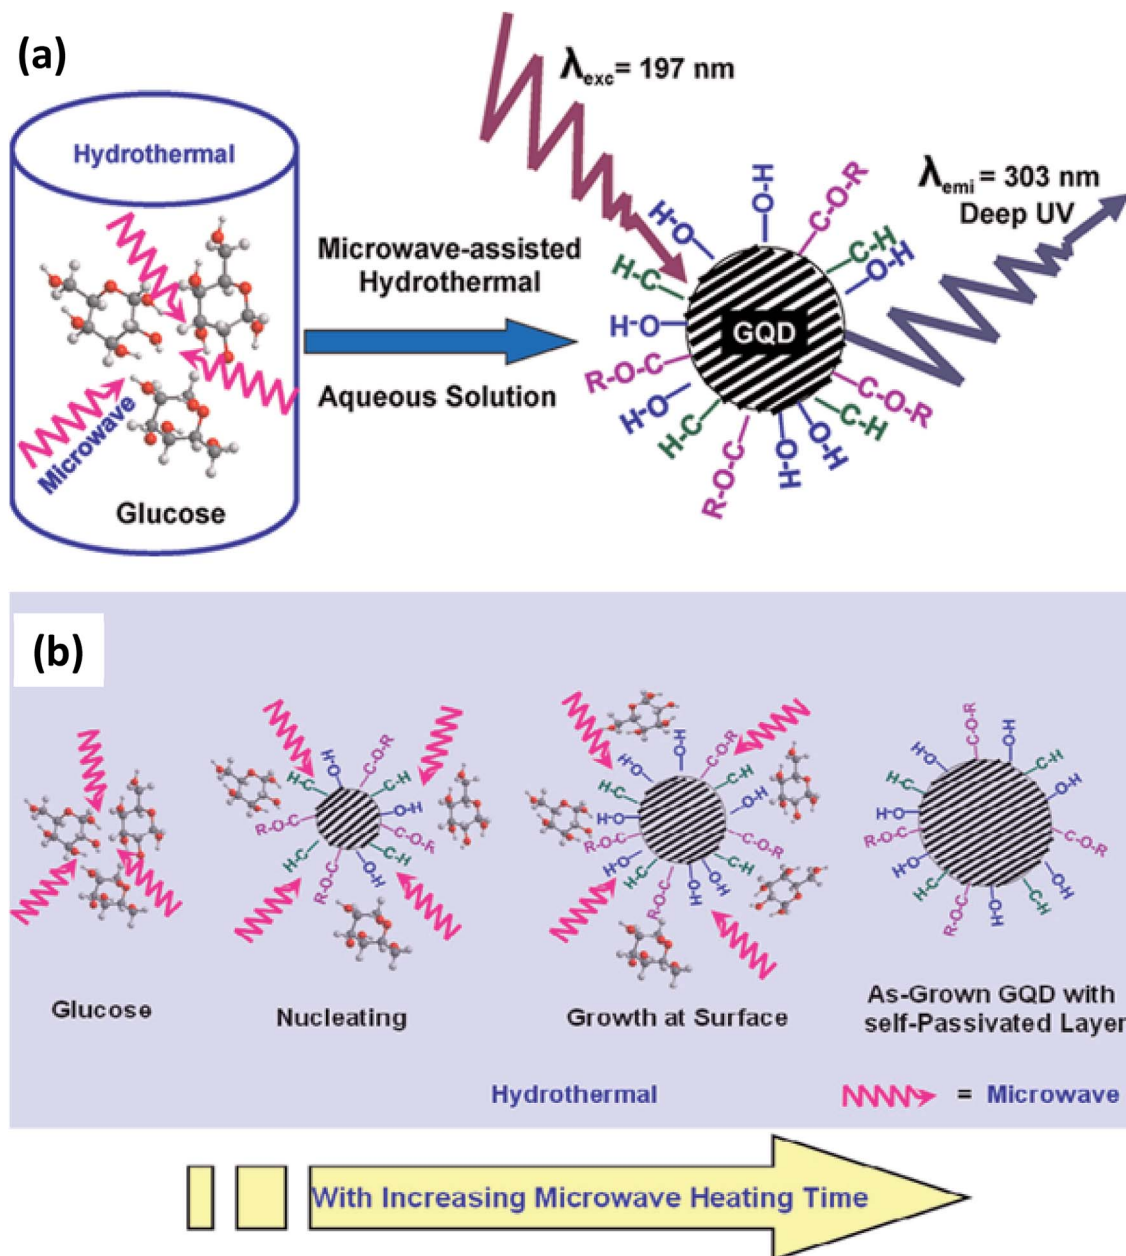 (a)
Hydrothermal
Microwave
Glucose
Microwave-assisted
Hydrothermal
Aqueous Solution
λexc = 197 nm
λemi = 303 nm
Deep UV
H-O
O-H
C-O-R
C-H
O-H
H-C
H-O
R-O-C
H-O
H-C
R-O-C
O-H
O-H
C-H
C-O-R
GQD
(b)
H-O
C-O-R
C-H
O-H
C-O-R
C-H
O-H
R-O-C
H-C
R-O-C
H-C
H-O
O-H
C-O-R
C-H
O-H
C-O-R
C-H
O-H
O-H
R-O-C
H-C
H-O
R-O-C
H-O
H-C
C-O-R
O-H
C-H
O-H
C-O-R
O-H
C-H
O-H
R-O-C
H-C
H-O
R-O-C
H-O
H-C
Glucose
Nucleating
Growth at Surface
As-Grown GQD with
self-Passivated Layer
Hydrothermal
= Microwave
With Increasing Microwave Heating Time